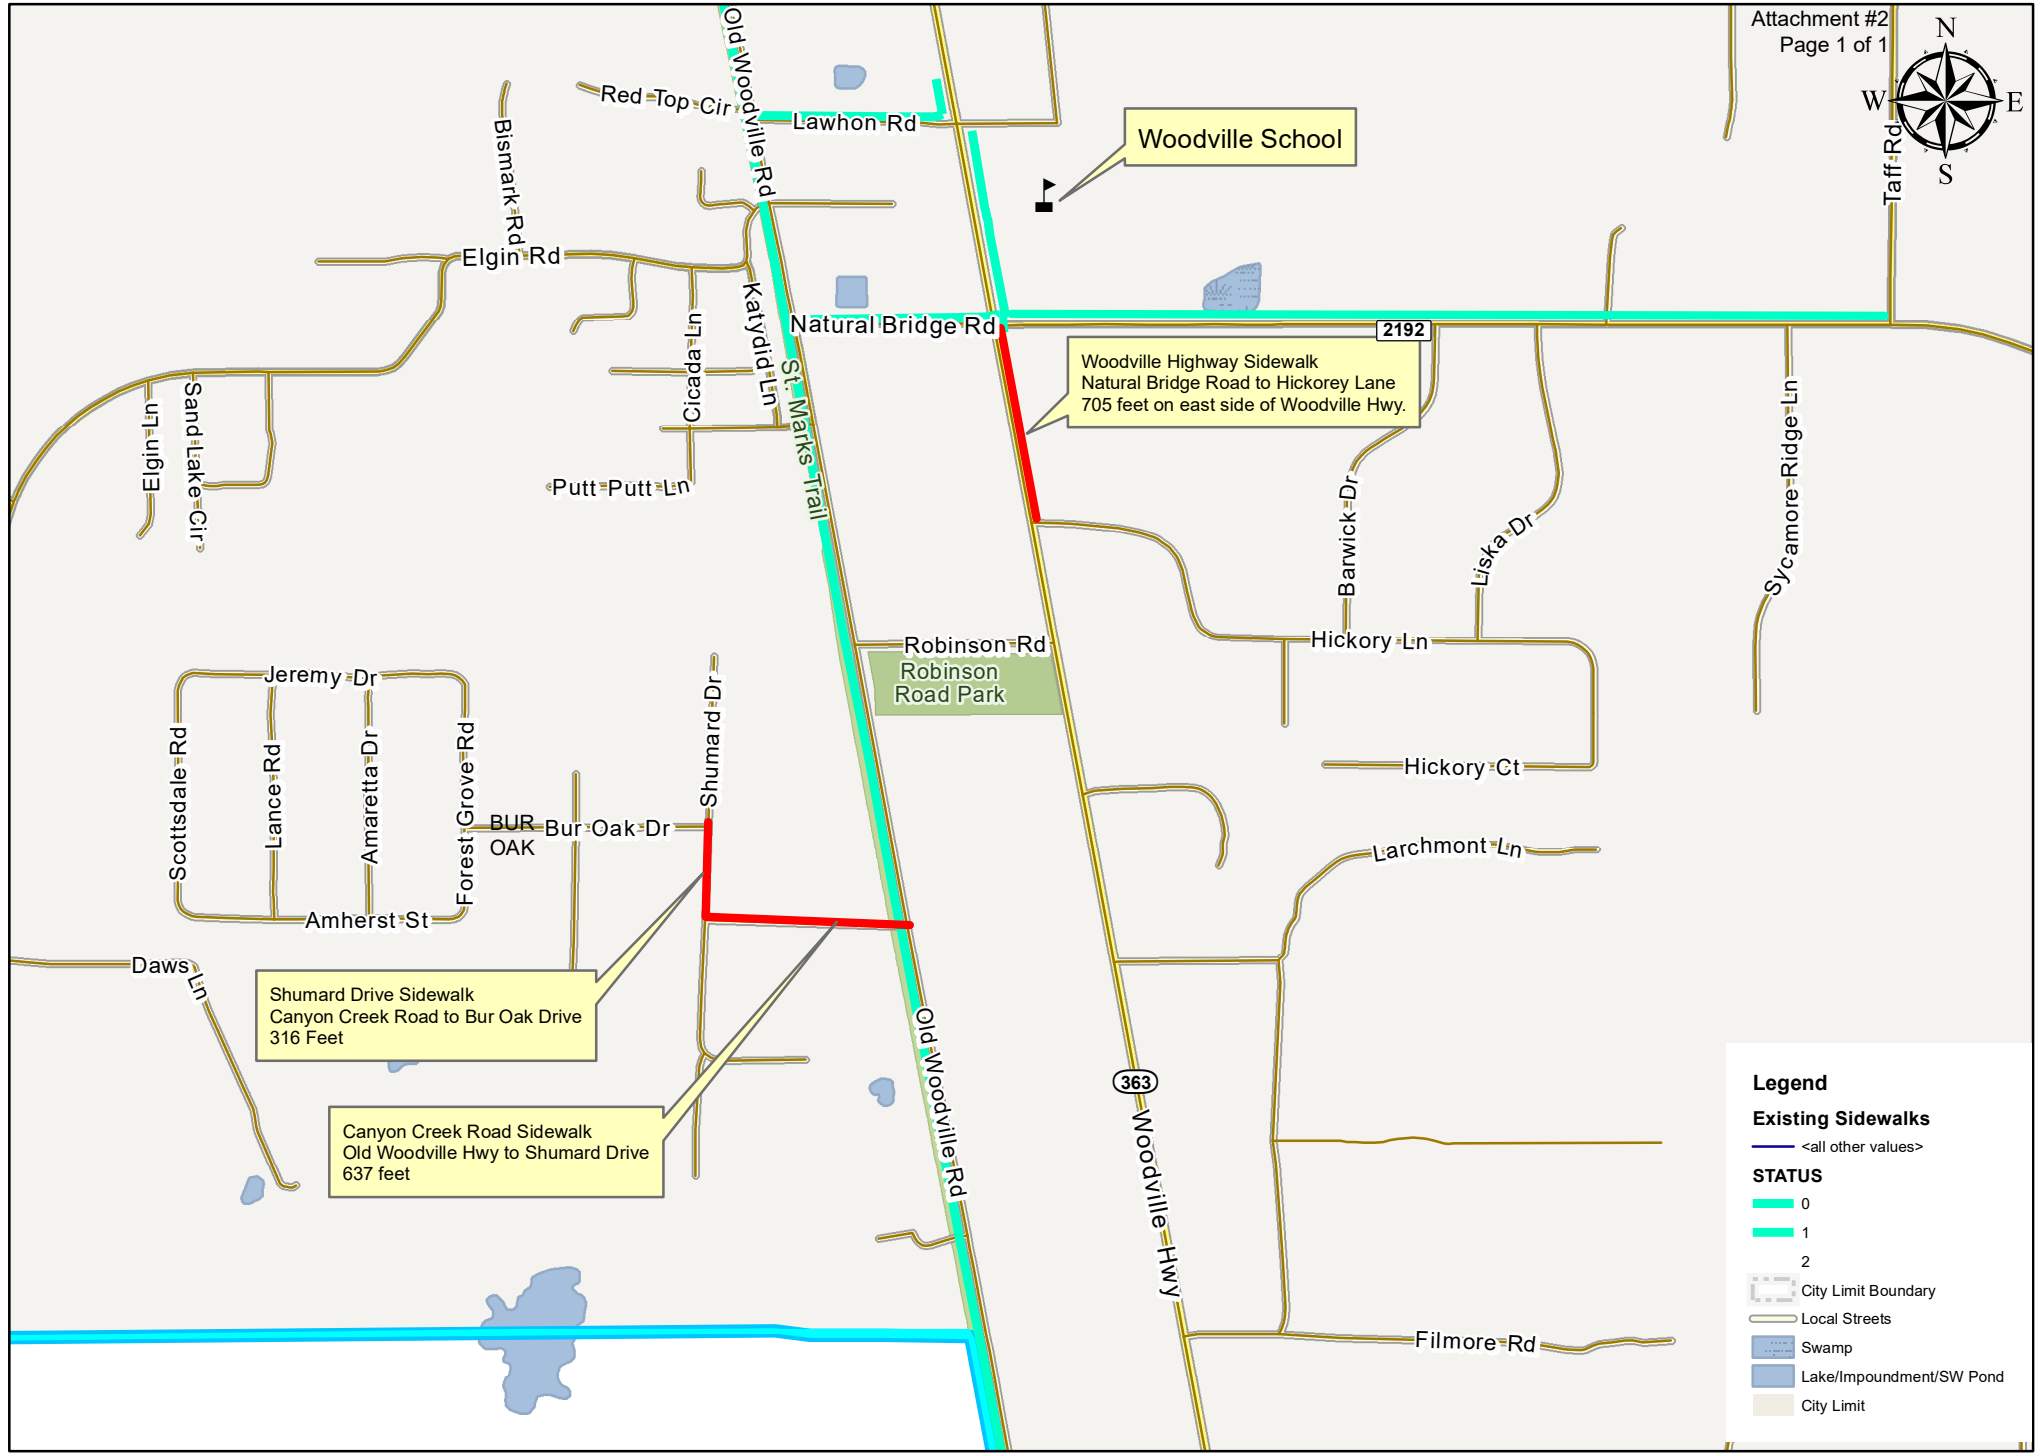 Attachment #2
Page 1 of 1
N
W
E
S
Old Woodville Rd
Red Top Cir
Lawhon Rd
Woodville School
Taff Rd
Bismark Rd
Elgin Rd
Katydid Ln
Cicada Ln
Natural Bridge Rd
2192
Woodville Highway Sidewalk
Natural Bridge Road to Hickorey Lane
705 feet on east side of Woodville Hwy.
St. Marks Trail
Elgin Ln
Sand Lake Cir
Putt Putt Ln
Barwick Dr
Liska Dr
Sycamore Ridge Ln
Robinson Rd
Robinson
Road Park
Hickory Ln
Jeremy Dr
Shumard Dr
Scottsdale Rd
Lance Rd
Amaretta Dr
Forest Grove Rd
Hickory Ct
BUR
OAK
Bur Oak Dr
Larchmont Ln
Amherst St
Daws Ln
Shumard Drive Sidewalk
Canyon Creek Road to Bur Oak Drive
316 Feet
Old Woodville Rd
363
Woodville Hwy
Canyon Creek Road Sidewalk
Old Woodville Hwy to Shumard Drive
637 feet
Filmore Rd
Legend
Existing Sidewalks
<all other values>
STATUS
0
1
2
City Limit Boundary
Local Streets
Swamp
Lake/Impoundment/SW Pond
City Limit